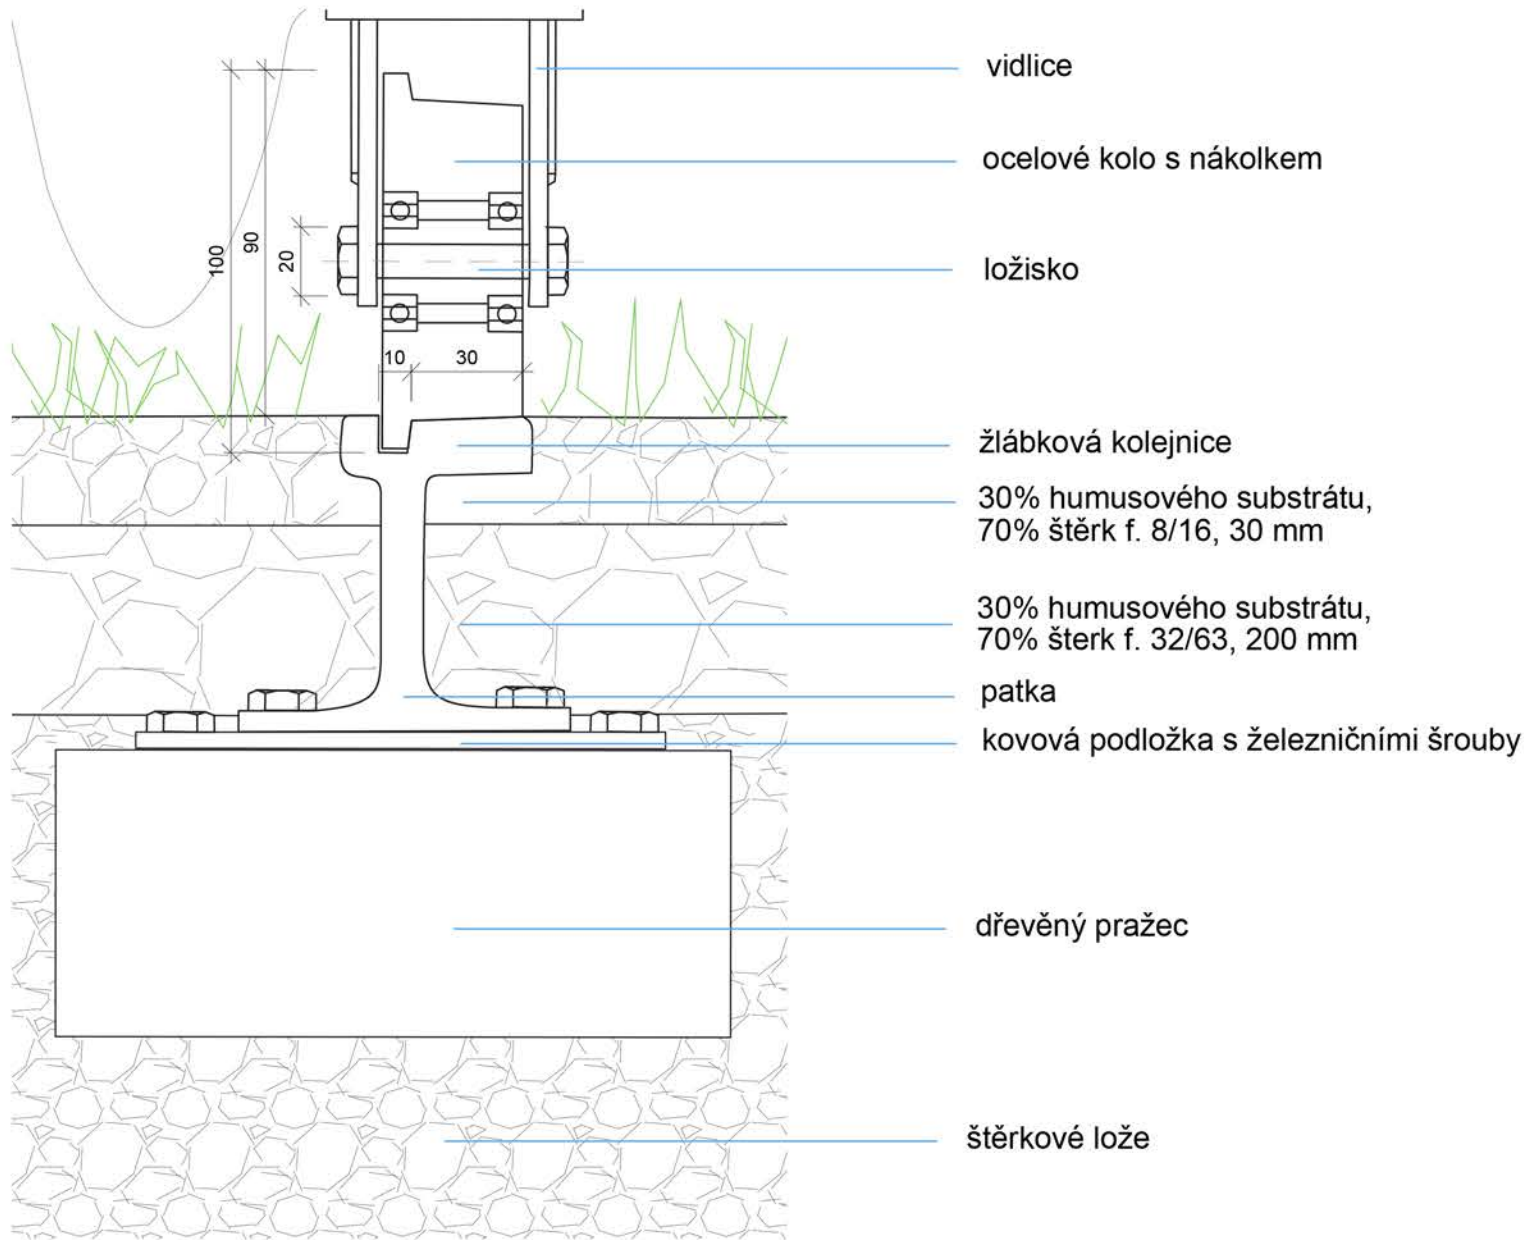 vidlice
ocelové kolo s nákolkem
ložisko
100
90
20
10
30
žlábková kolejnice
30% humusového substrátu,
70% štěrk f. 8/16, 30 mm
30% humusového substrátu,
70% šterk f. 32/63, 200 mm
patka
kovová podložka s železničními šrouby
dřevěný pražec
štěrkové lože